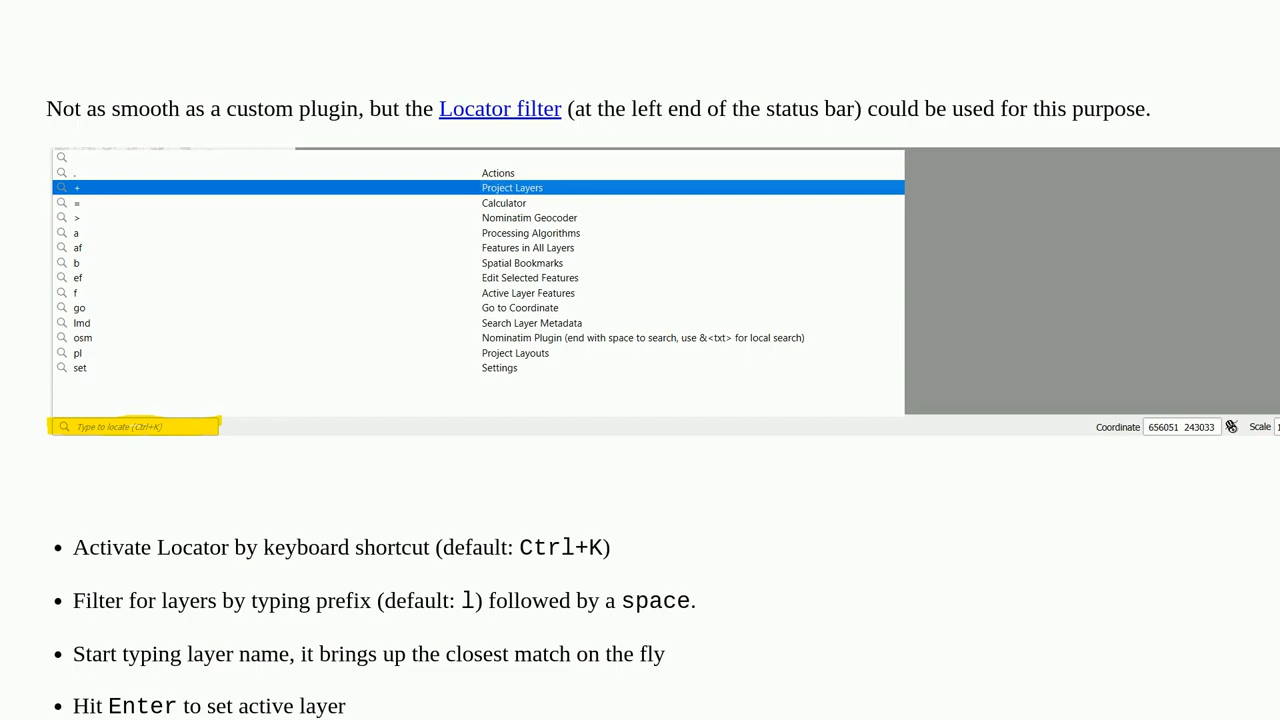 Not as smooth as a custom plugin, but the Locator filter (at the left end of the status bar) could be used for this purpose.
. Actions
+ Project Layers
= Calculator
> Nominatim Geocoder
a Processing Algorithms
af Features in All Layers
b Spatial Bookmarks
ef Edit Selected Features
f Active Layer Features
go Go to Coordinate
lmd Search Layer Metadata
osm Nominatim Plugin (end with space to search, use &<txt> for local search)
pl Project Layouts
set Settings
Type to locate (Ctrl+K) Coordinate 656051 243033 Scale 1
• Activate Locator by keyboard shortcut (default: Ctrl+K)
• Filter for layers by typing prefix (default: l) followed by a space.
• Start typing layer name, it brings up the closest match on the fly
• Hit Enter to set active layer